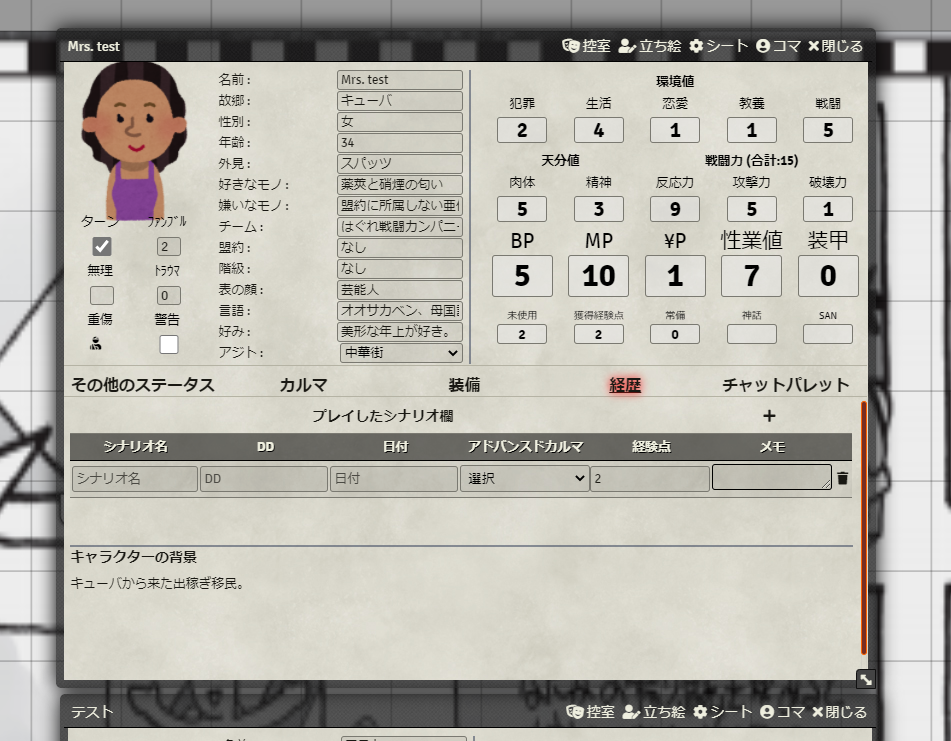 Mrs. test 控室 立ち絵 シート コマ 閉じる
名前: Mrs. test
故郷: キューバ
性別: 女
年齢: 34
外見: スパッツ
好きなモノ: 薬莢と硝煙の匂い
嫌いなモノ: 盟約に所属しない亜
チーム: はぐれ戦闘カンパニー
盟約: なし
階級: なし
表の顔: 芸能人
言語: オオサカベン、母国
好み: 美形な年上が好き。
アジト: 中華街
ターン ファンブル
2
無理 トラウマ
0
重傷 警告
環境値
犯罪 生活 恋愛 教養 戦闘
2 4 1 1 5
天分値 戦闘力 (合計:15)
肉体 精神 反応力 攻撃力 破壊力
5 3 9 5 1
BP MP ¥P 性業値 装甲
5 10 1 7 0
未使用 獲得経験点 常備 神話 SAN
2 2 0
その他のステータス カルマ 装備 経歴 チャットパレット
プレイしたシナリオ欄 +
シナリオ名 DD 日付 アドバンスドカルマ 経験点 メモ
シナリオ名 DD 日付 選択 2
キャラクターの背景
キューバから来た出稼ぎ移民。
テスト 控室 立ち絵 シート コマ 閉じる